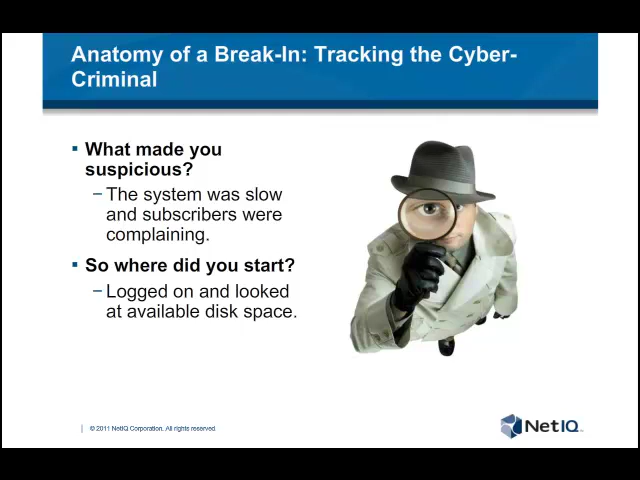 Anatomy of a Break-In: Tracking the Cyber-
Criminal
▪ What made you
suspicious?
– The system was slow
and subscribers were
complaining.
▪ So where did you start?
– Logged on and looked
at available disk space.
© 2011 NetIQ Corporation. All rights reserved.
NetIQ